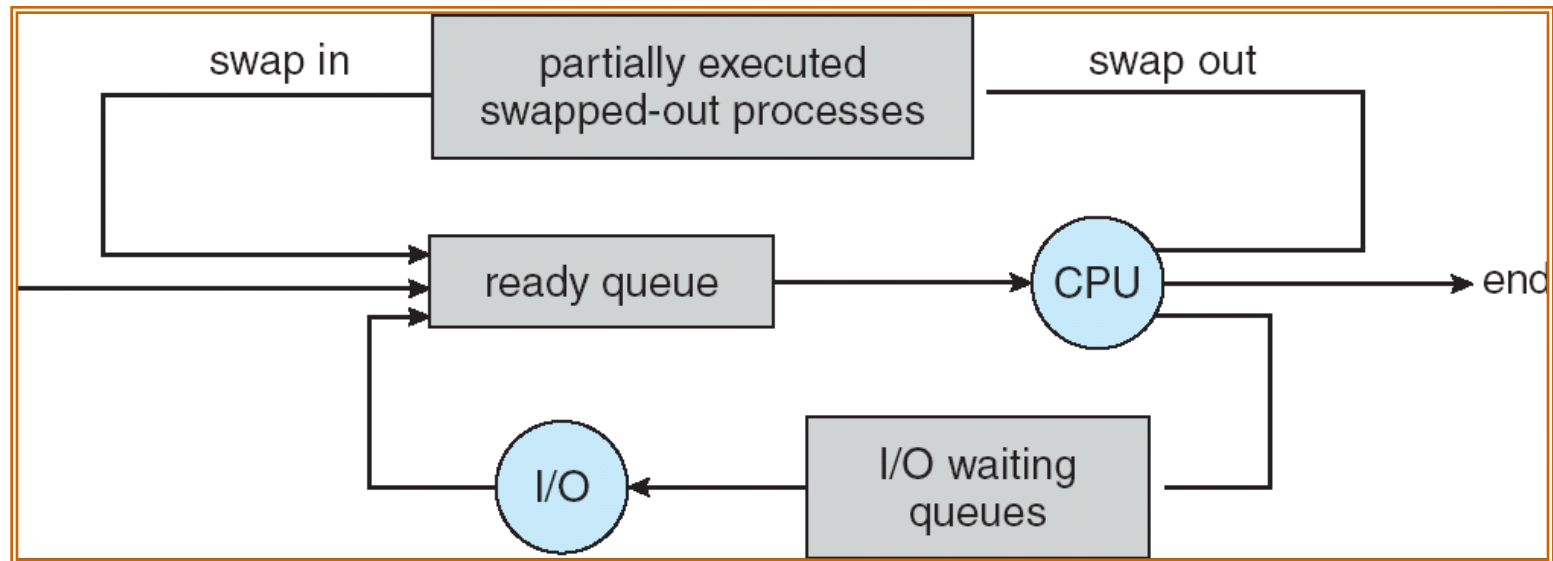 swap in
partially executed
swapped-out processes
swap out
ready queue
CPU
end
I/O
I/O waiting
queues